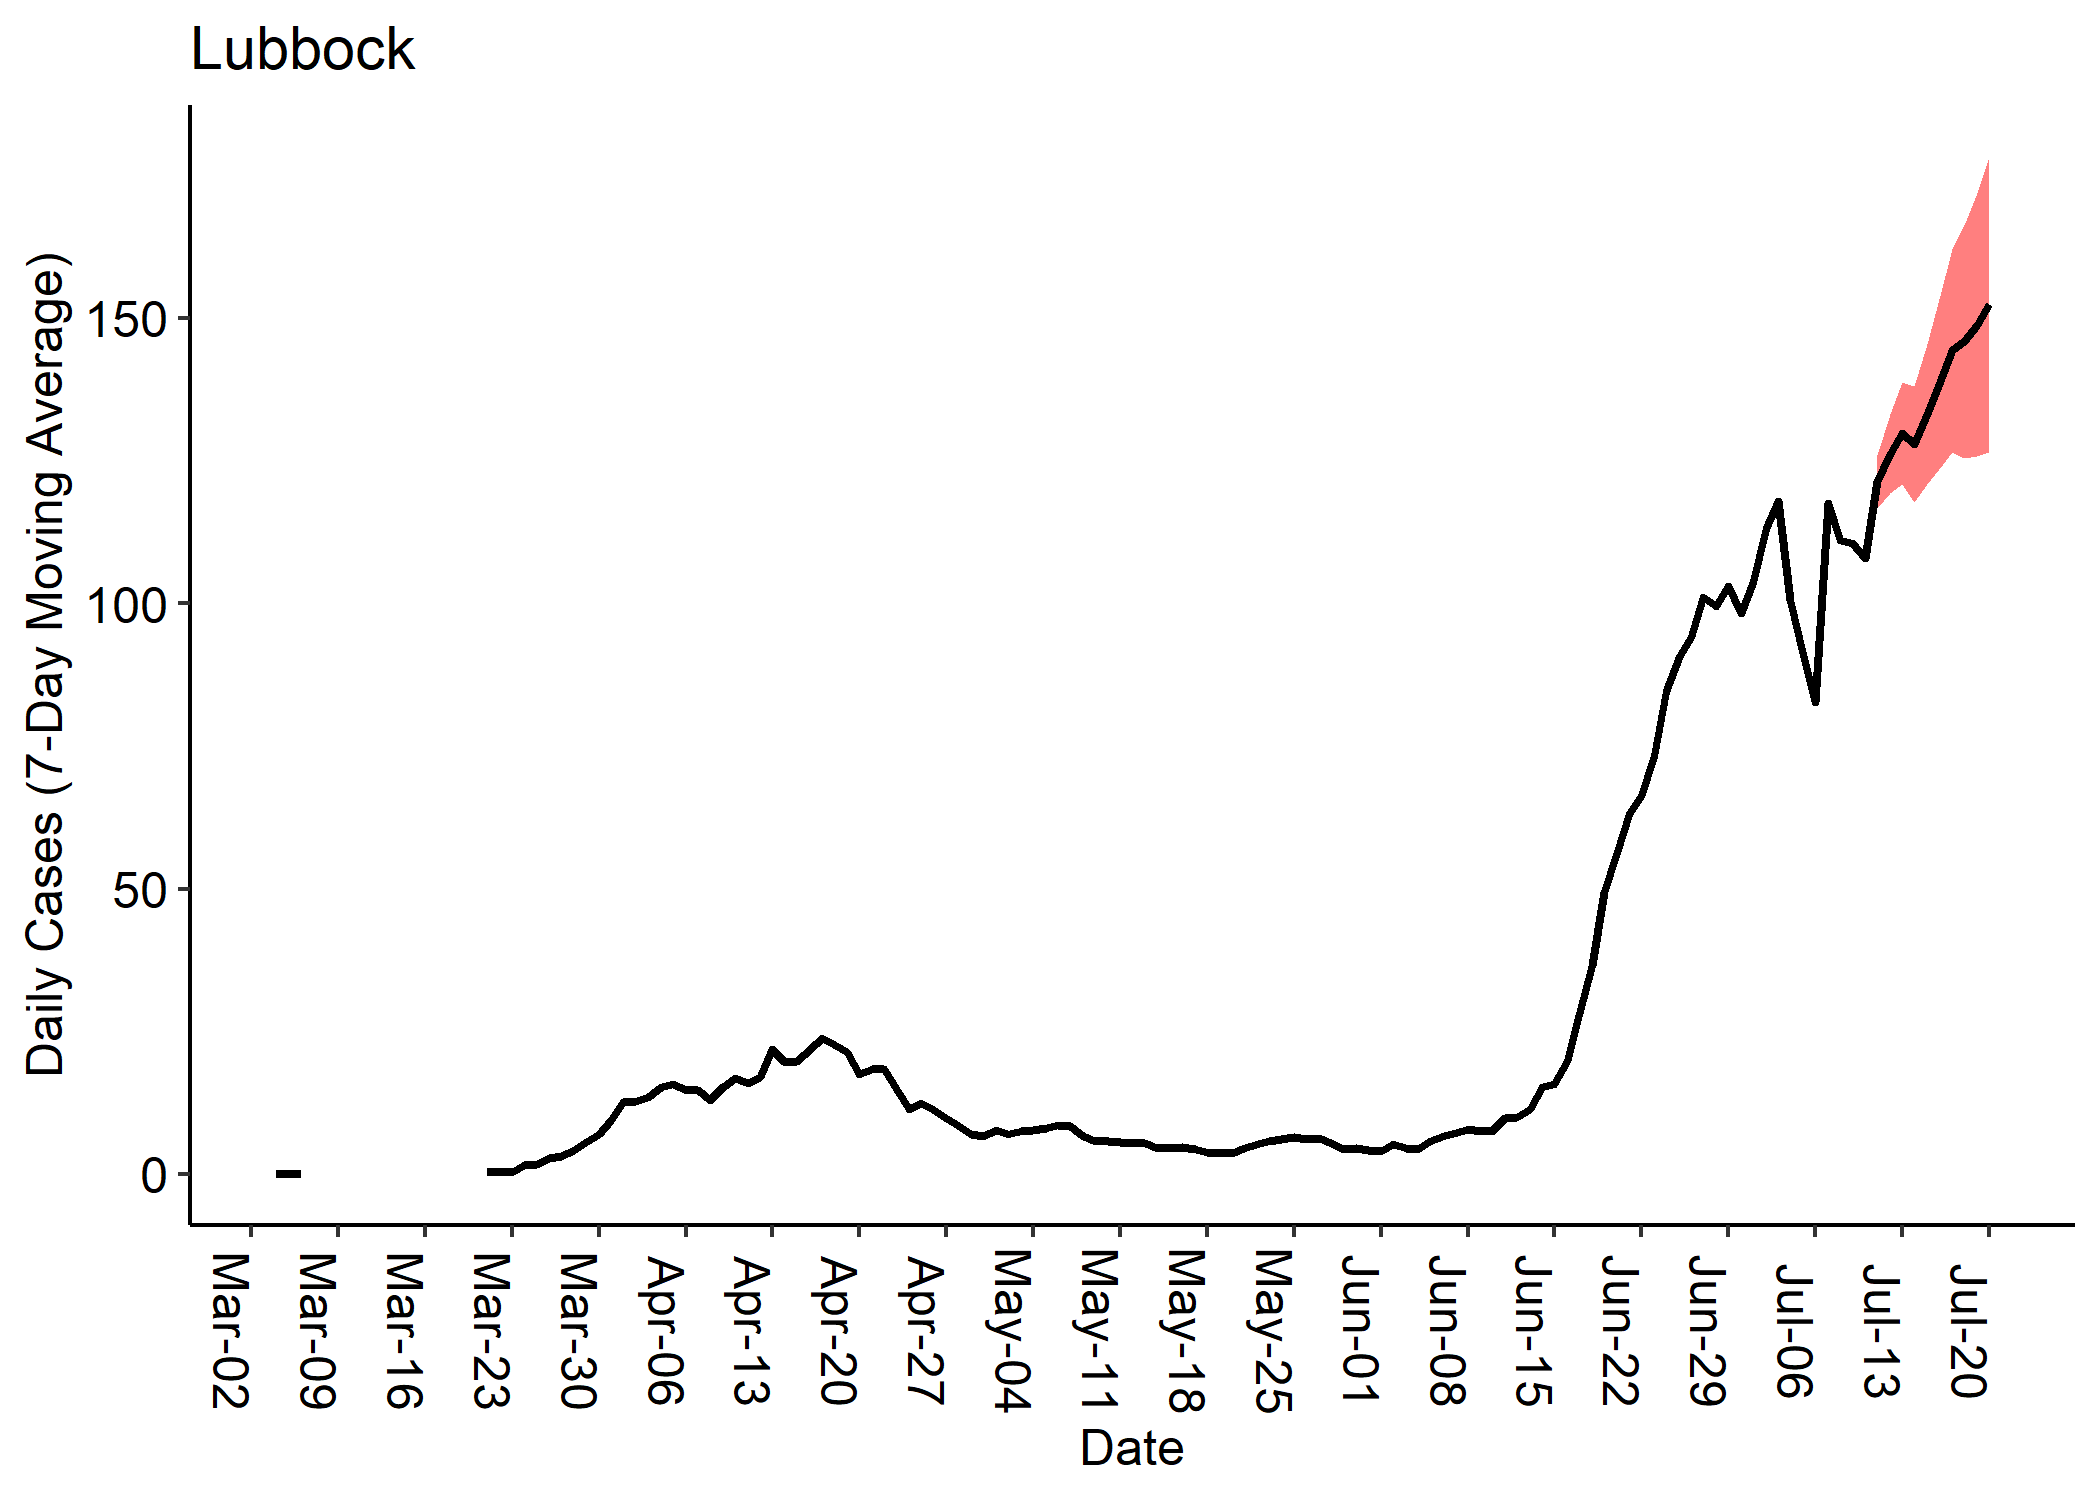 Lubbock
Daily Cases (7-Day Moving Average)
150
100
50
0
Mar-02
Mar-09
Mar-16
Mar-23
Mar-30
Apr-06
Apr-13
Apr-20
Apr-27
May-04
May-11
May-18
May-25
Jun-01
Jun-08
Jun-15
Jun-22
Jun-29
Jul-06
Jul-13
Jul-20
Date